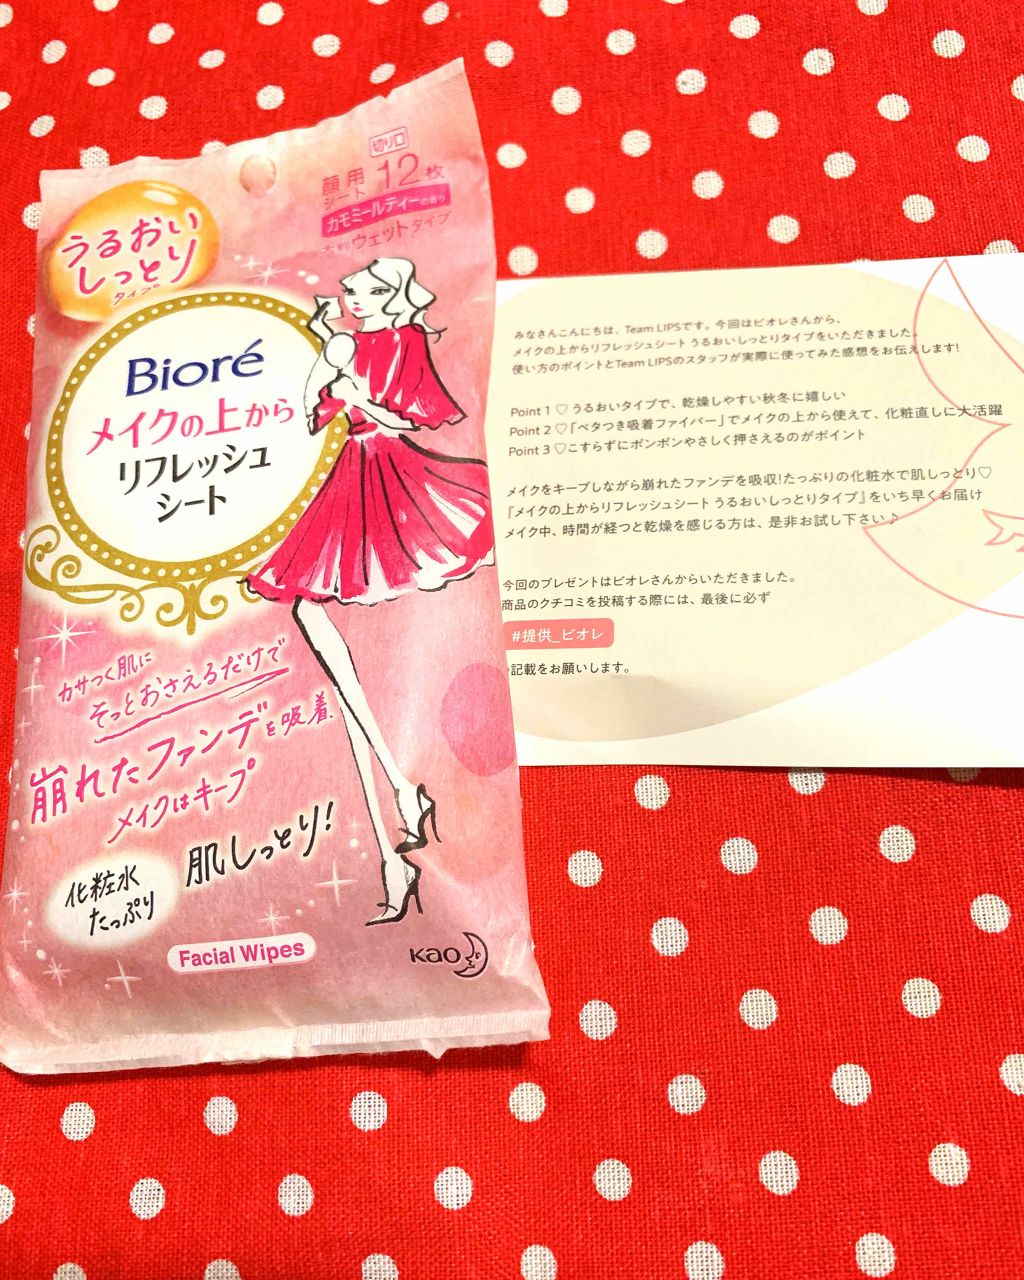 切り口
顔用
シート
12枚
カモミールティーの香り
大判ウェットタイプ
うるおい
しっとり
タイプ
Bioré
メイクの上から
リフレッシュ
シート
カサつく肌に
そっとおさえるだけで
崩れたファンデを吸着
メイクはキープ
肌しっとり!
化粧水
たっぷり
Facial Wipes
Kao
みなさんこんにちは、Team LIPSです。今回はビオレさんから、
メイクの上からリフレッシュシート うるおいしっとりタイプをいただきました。
使い方のポイントとTeam LIPSのスタッフが実際に使ってみた感想をお伝えします!
Point 1 ♡ うるおいタイプで、乾燥しやすい秋冬に嬉しい
Point 2 ♡「ベタつき吸着ファイバー」でメイクの上から使えて、化粧直しに大活躍
Point 3 ♡こすらずにポンポンやさしく押さえるのがポイント
メイクをキープしながら崩れたファンデを吸収!たっぷりの化粧水で肌しっとり♡
『メイクの上からリフレッシュシート うるおいしっとりタイプ』をいち早くお届け
メイク中、時間が経つと乾燥を感じる方は、是非お試し下さい♪
今回のプレゼントはビオレさんからいただきました。
商品のクチコミを投稿する際には、最後に必ず
#提供_ビオレ
の記載をお願いします。